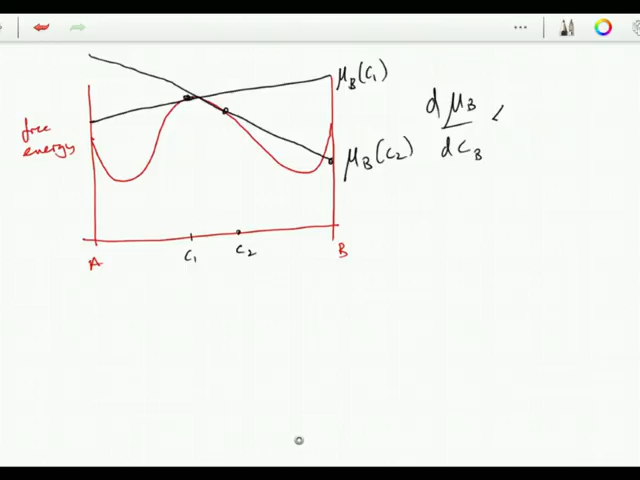 μB(C1)
dμB <
dCB
free
energy
μB(C2)
C1 C2
A B